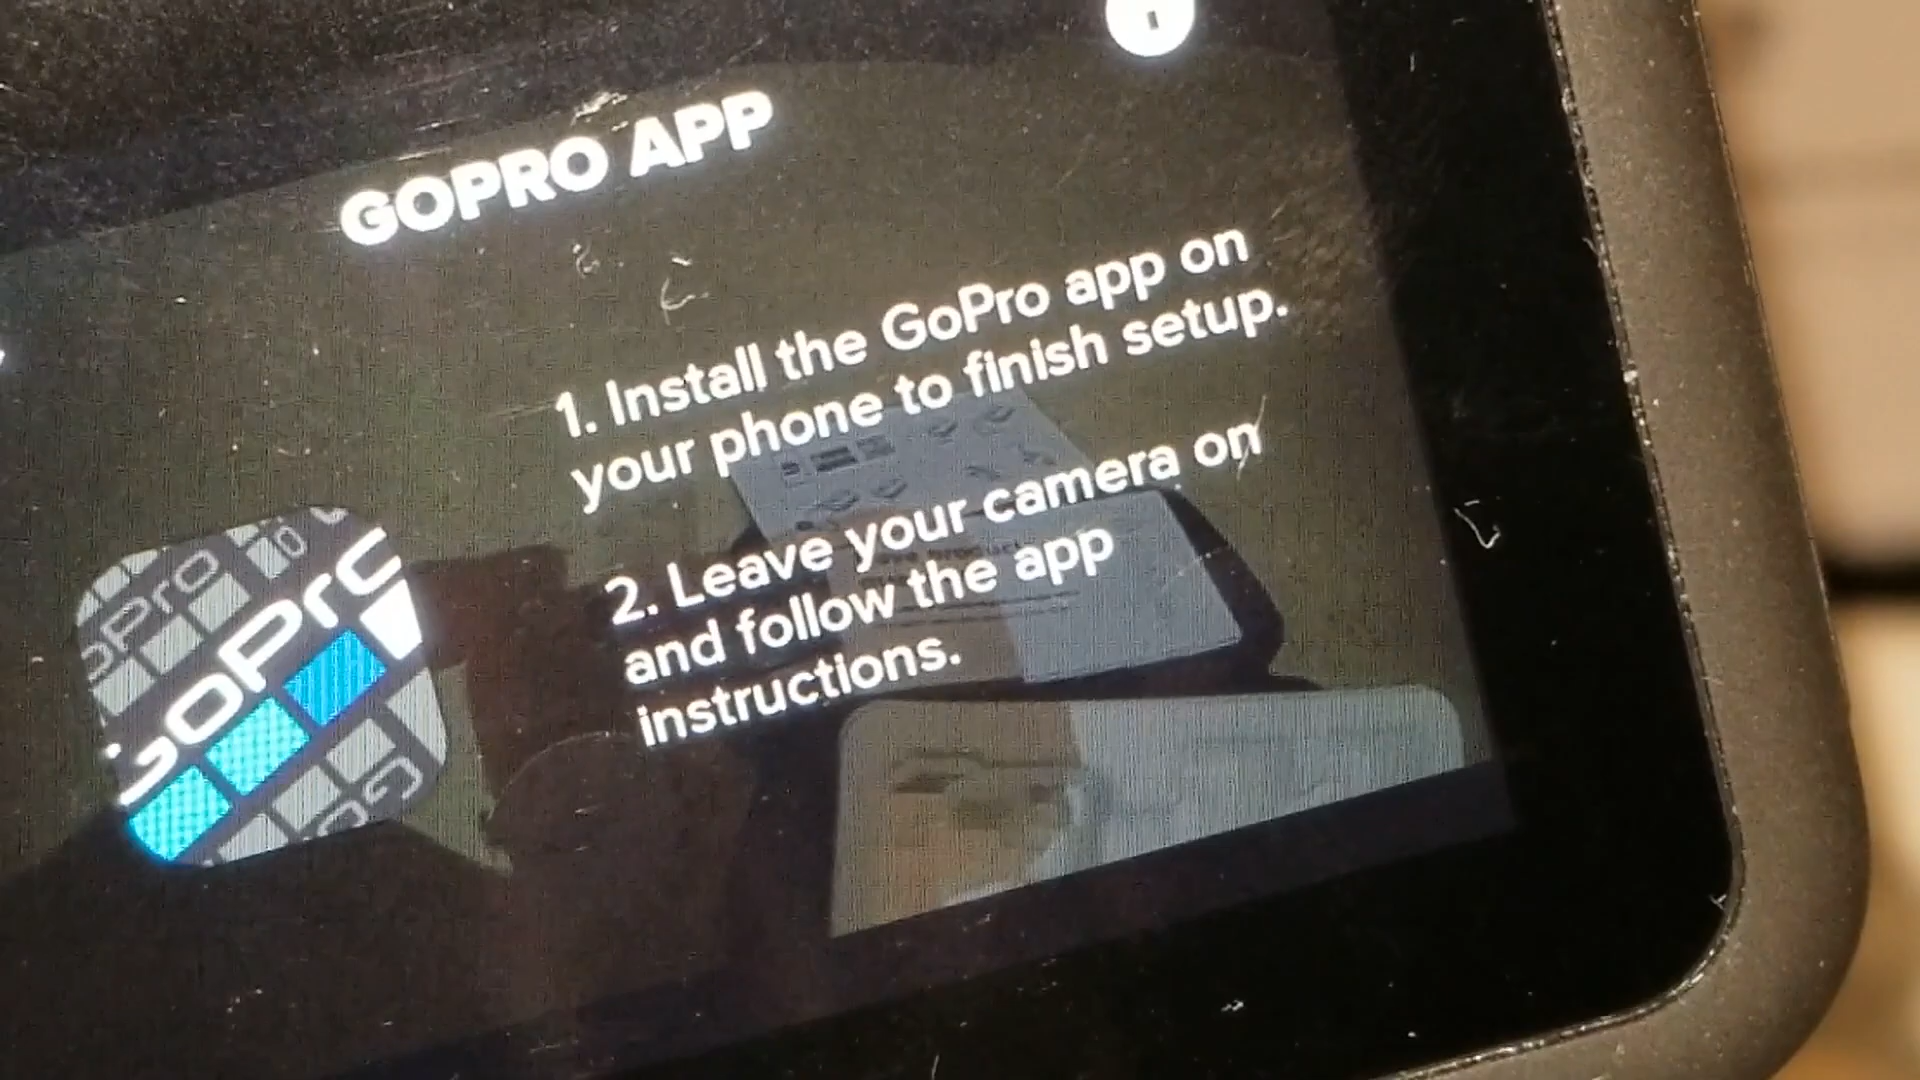 GOPRO APP
1. Install the GoPro app on
your phone to finish setup.
2. Leave your camera on
and follow the app
instructions.
GoPro
GoPro